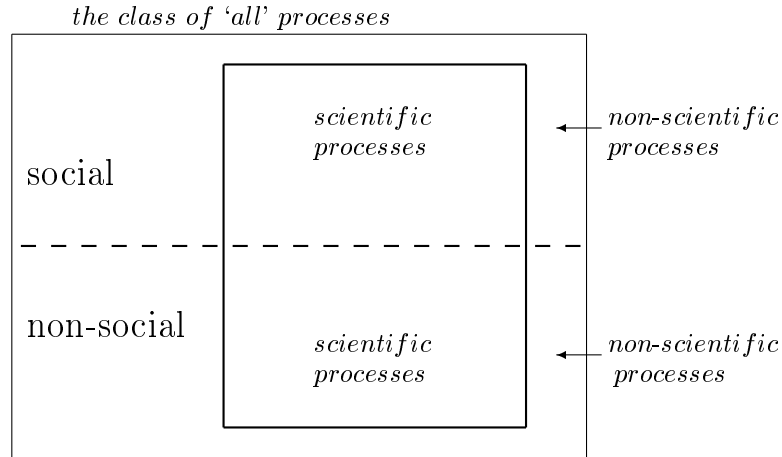 the class of ‘all’ processes
scientific
processes
non-scientific
processes
social
non-social
scientific
processes
non-scientific
processes